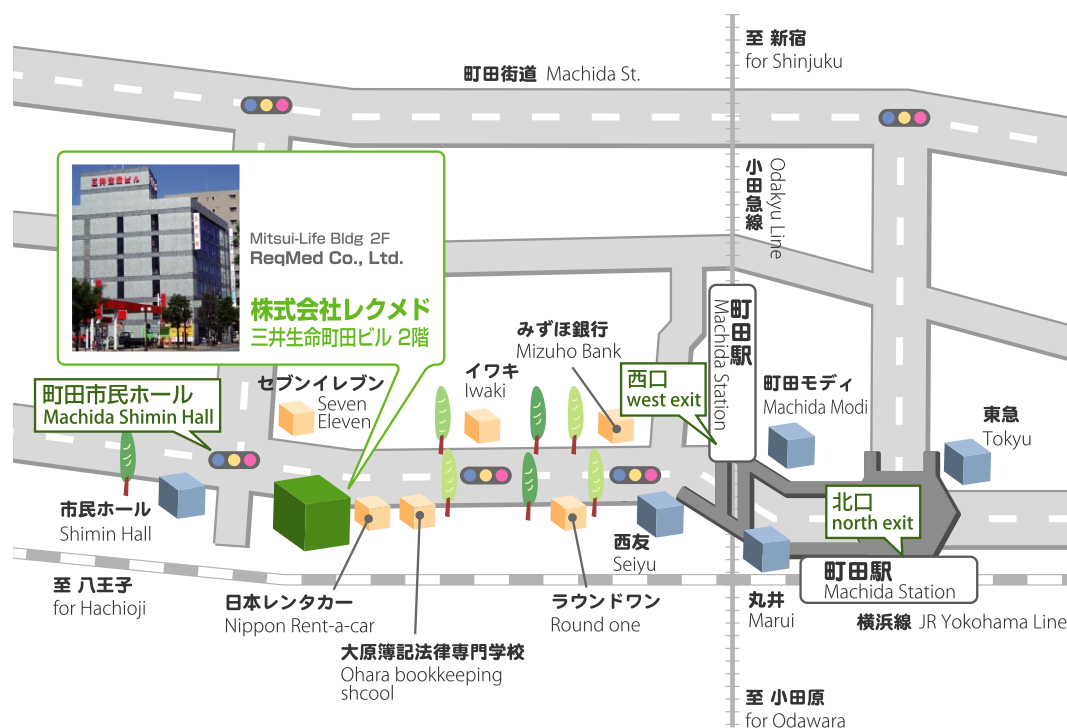 至 新宿
for Shinjuku
町田街道 Machida St.
小田急線
Odakyu Line
三井生命ビル
Mitsui-Life Bldg 2F
ReqMed Co., Ltd.
株式会社レクメド
三井生命町田ビル 2階
町田駅
Machida Station
みずほ銀行
Mizuho Bank
イワキ
Iwaki
セブンイレブン
Seven
Eleven
西口
west exit
町田モディ
Machida Modi
東急
Tokyu
町田市民ホール
Machida Shimin Hall
市民ホール
Shimin Hall
北口
north exit
西友
Seiyu
町田駅
Machida Station
至 八王子
for Hachioji
日本レンタカー
Nippon Rent-a-car
ラウンドワン
Round one
丸井
Marui
横浜線 JR Yokohama Line
大原簿記法律専門学校
Ohara bookkeeping
shcool
至 小田原
for Odawara